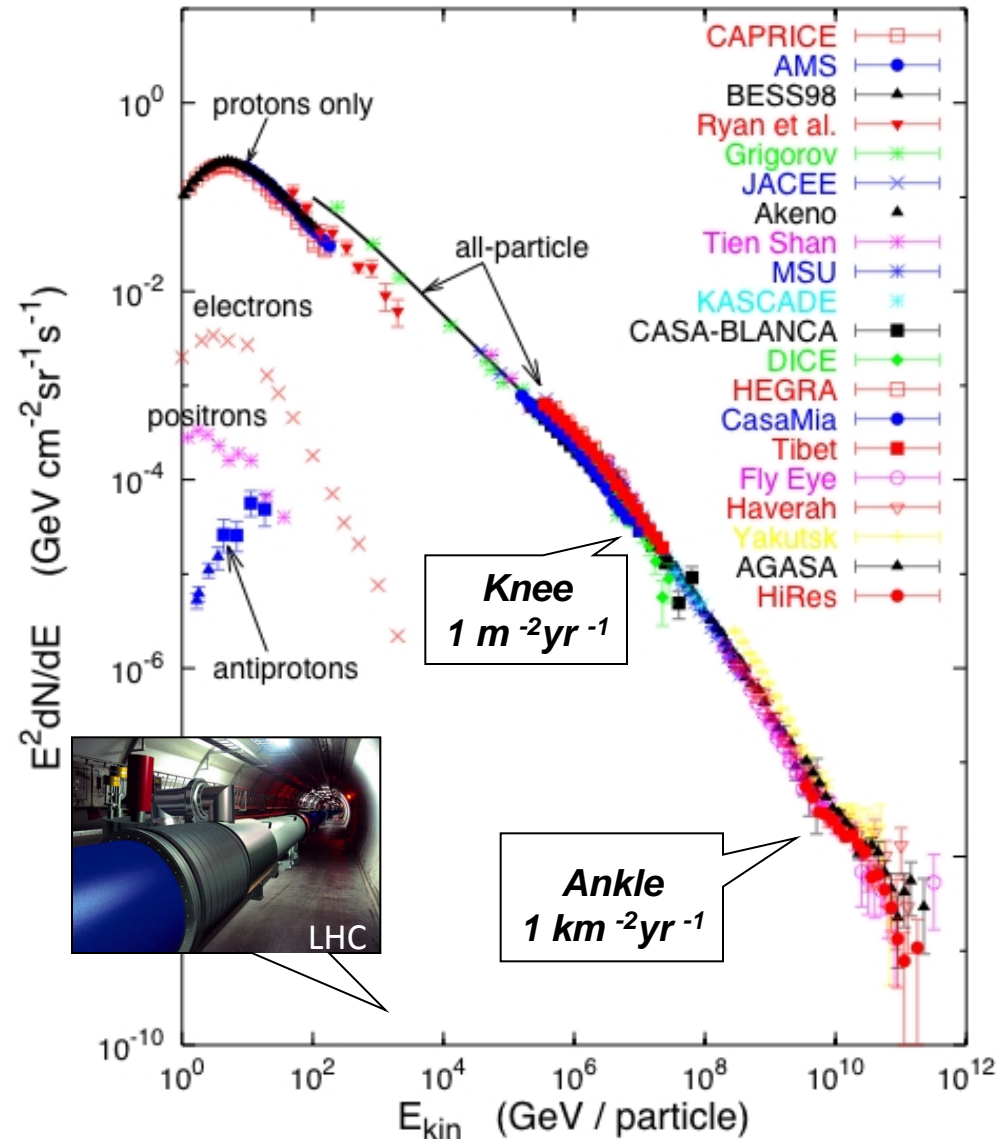 CAPRICE
AMS
BESS98
Ryan et al.
Grigorov
JACEE
Akeno
Tien Shan
MSU
KASCADE
CASA-BLANCA
DICE
HEGRA
CasaMia
Tibet
Fly Eye
Haverah
Yakutsk
AGASA
HiRes
protons only
all-particle
electrons
positrons
antiprotons
Knee
1 m -2yr -1
Ankle
1 km -2yr -1
LHC
E2dN/dE (GeV cm-2sr-1s-1)
100
10-2
10-4
10-6
10-10
100 102 104 106 108 1010 1012
Ekin (GeV / particle)